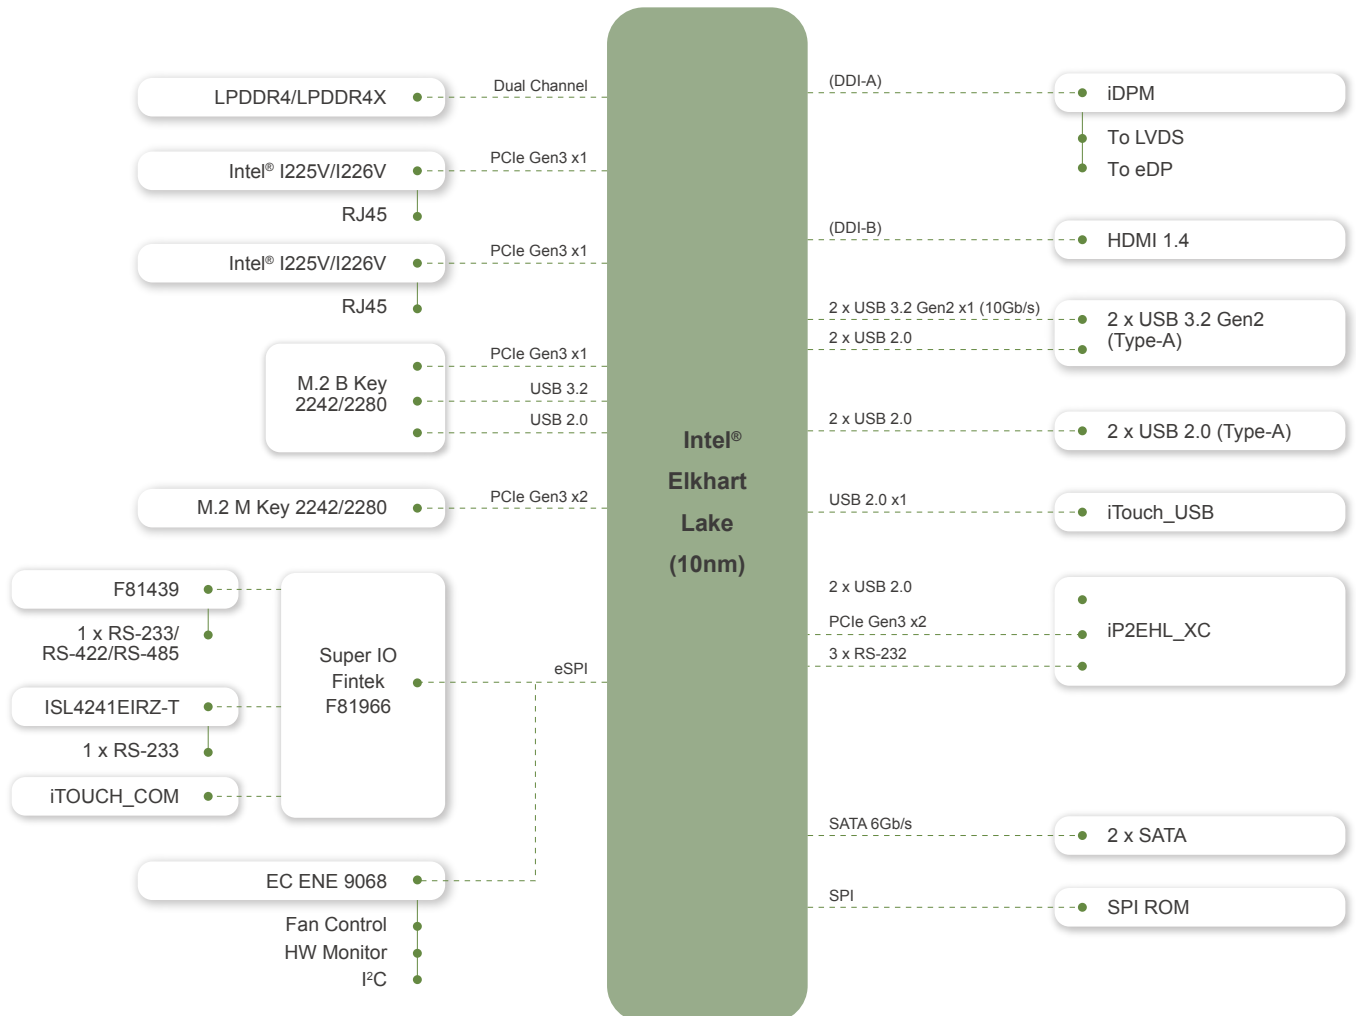 LPDDR4/LPDDR4X
Dual Channel
Intel® I225V/I226V
PCIe Gen3 x1
RJ45
Intel® I225V/I226V
PCIe Gen3 x1
RJ45
M.2 B Key
2242/2280
PCIe Gen3 x1
USB 3.2
USB 2.0
M.2 M Key 2242/2280
PCIe Gen3 x2
F81439
1 x RS-233/
RS-422/RS-485
ISL4241EIRZ-T
1 x RS-233
iTOUCH_COM
Super IO
Fintek
F81966
eSPI
EC ENE 9068
Fan Control
HW Monitor
I²C
Intel®
Elkhart
Lake
(10nm)
(DDI-A)
iDPM
To LVDS
To eDP
(DDI-B)
HDMI 1.4
2 x USB 3.2 Gen2 x1 (10Gb/s)
2 x USB 2.0
2 x USB 3.2 Gen2
(Type-A)
2 x USB 2.0
2 x USB 2.0 (Type-A)
USB 2.0 x1
iTouch_USB
2 x USB 2.0
PCIe Gen3 x2
3 x RS-232
iP2EHL_XC
SATA 6Gb/s
2 x SATA
SPI
SPI ROM